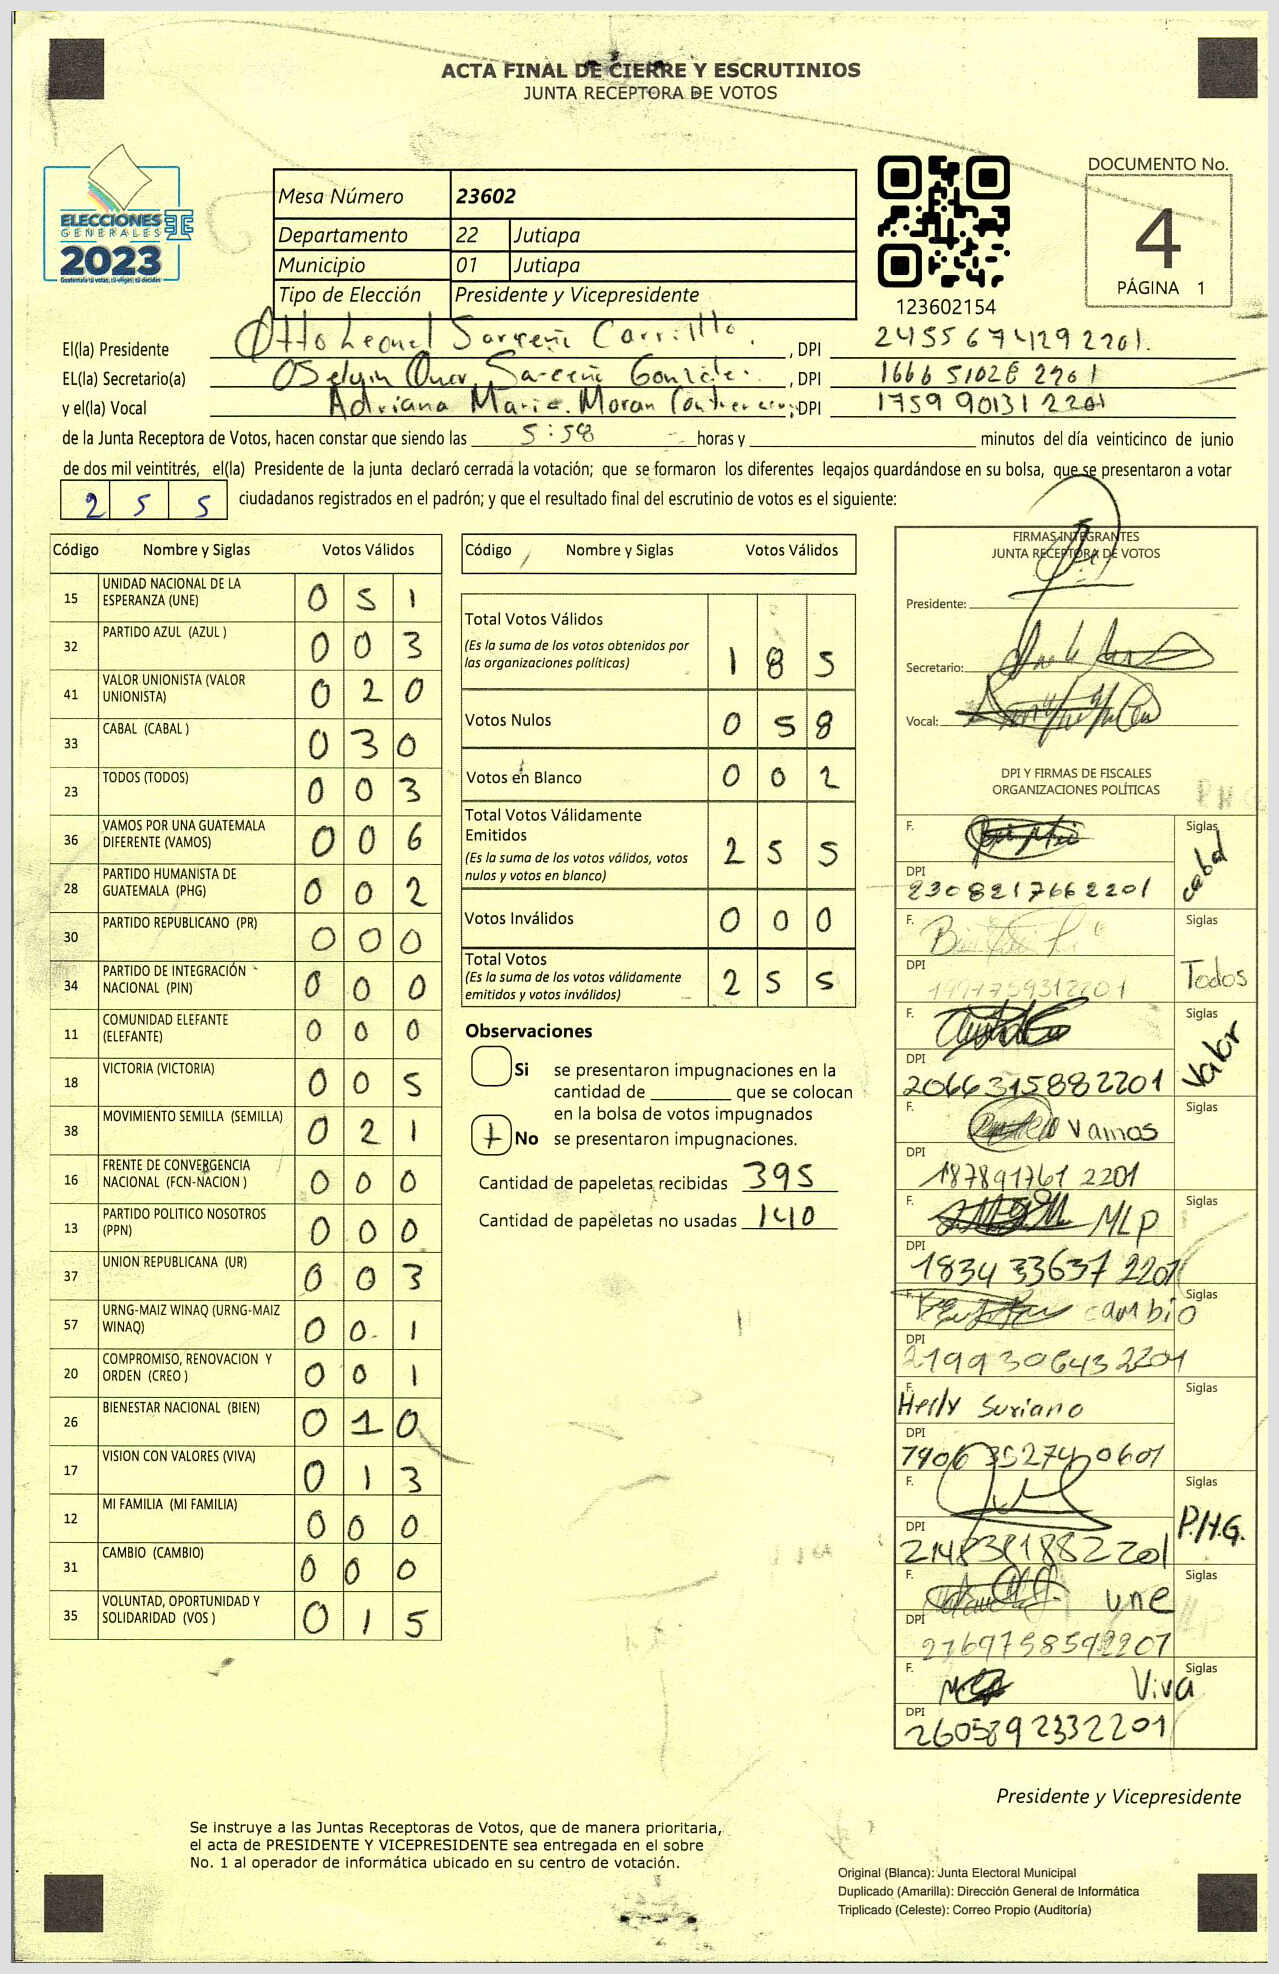 ACTA FINAL DE CIERRE Y ESCRUTINIOS
JUNTA RECEPTORA DE VOTOS
DOCUMENTO No.
4
PÁGINA 1
ELECCIONES
GENERALES
2023
Mesa Número 23602
Departamento 22 Jutiapa
Municipio 01 Jutiapa
Tipo de Elección Presidente y Vicepresidente
123602154
El(la) Presidente Otto Leonel Sarceño Carrillo. , DPI 2455674292201.
EL(la) Secretario(a) , DPI
y el(la) Vocal Adriana Maria Moran ,DPI 1759901312201
de la Junta Receptora de Votos, hacen constar que siendo las 5:58 horas y minutos del día veinticinco de junio
de dos mil veintitrés, el(la) Presidente de la junta declaró cerrada la votación; que se formaron los diferentes legajos guardándose en su bolsa, que se presentaron a votar
2 5 5 ciudadanos registrados en el padrón; y que el resultado final del escrutinio de votos es el siguiente:
Código Nombre y Siglas Votos Válidos
15 UNIDAD NACIONAL DE LA ESPERANZA (UNE) 0 5 1
32 PARTIDO AZUL (AZUL ) 0 0 3
41 VALOR UNIONISTA (VALOR UNIONISTA) 0 2 0
33 CABAL (CABAL ) 0 3 0
23 TODOS (TODOS) 0 0 3
36 VAMOS POR UNA GUATEMALA DIFERENTE (VAMOS) 0 0 6
28 PARTIDO HUMANISTA DE GUATEMALA (PHG) 0 0 2
30 PARTIDO REPUBLICANO (PR) 0 0 0
34 PARTIDO DE INTEGRACIÓN NACIONAL (PIN) 0 0 0
11 COMUNIDAD ELEFANTE (ELEFANTE) 0 0 0
18 VICTORIA (VICTORIA) 0 0 5
38 MOVIMIENTO SEMILLA (SEMILLA) 0 2 1
16 FRENTE DE CONVERGENCIA NACIONAL (FCN-NACION ) 0 0 0
13 PARTIDO POLITICO NOSOTROS (PPN) 0 0 0
37 UNION REPUBLICANA (UR) 0 0 3
57 URNG-MAIZ WINAQ (URNG-MAIZ WINAQ) 0 0 1
20 COMPROMISO, RENOVACION Y ORDEN (CREO ) 0 0 1
26 BIENESTAR NACIONAL (BIEN) 0 1 0
17 VISION CON VALORES (VIVA) 0 1 3
12 MI FAMILIA (MI FAMILIA) 0 0 0
31 CAMBIO (CAMBIO) 0 0 0
35 VOLUNTAD, OPORTUNIDAD Y SOLIDARIDAD (VOS ) 0 1 5
Código Nombre y Siglas Votos Válidos
Total Votos Válidos 1 8 5
(Es la suma de los votos obtenidos por
las organizaciones políticas)
Votos Nulos 0 5 8
Votos en Blanco 0 0 2
Total Votos Válidamente
Emitidos 2 5 5
(Es la suma de los votos válidos, votos
nulos y votos en blanco)
Votos Inválidos 0 0 0
Total Votos 2 5 5
(Es la suma de los votos válidamente
emitidos y votos inválidos)
Observaciones
Si se presentaron impugnaciones en la
cantidad de que se colocan
en la bolsa de votos impugnados
No se presentaron impugnaciones.
Cantidad de papeletas recibidas 395
Cantidad de papeletas no usadas 140
FIRMAS INTEGRANTES
JUNTA RECEPTORA DE VOTOS
Presidente:
Secretario:
Vocal:
DPI Y FIRMAS DE FISCALES
ORGANIZACIONES POLÍTICAS
F. Siglas cabal
DPI 2308217662201
F. Siglas Todos
DPI
F. Siglas Valor
DPI 2066315882201
F. Vamos Siglas
DPI 187891761 2201
F. MLP Siglas
DPI 1834 33637 2201
F. cambio Siglas
DPI 2199306432201
F. Herly Suriano Siglas
DPI
F. Siglas P.H.G.
DPI
F. une Siglas
DPI
F. Viva Siglas
DPI 2605892332201
Presidente y Vicepresidente
Se instruye a las Juntas Receptoras de Votos, que de manera prioritaria,
el acta de PRESIDENTE Y VICEPRESIDENTE sea entregada en el sobre
No. 1 al operador de informática ubicado en su centro de votación.
Original (Blanca): Junta Electoral Municipal
Duplicado (Amarilla): Dirección General de Informática
Triplicado (Celeste): Correo Propio (Auditoría)